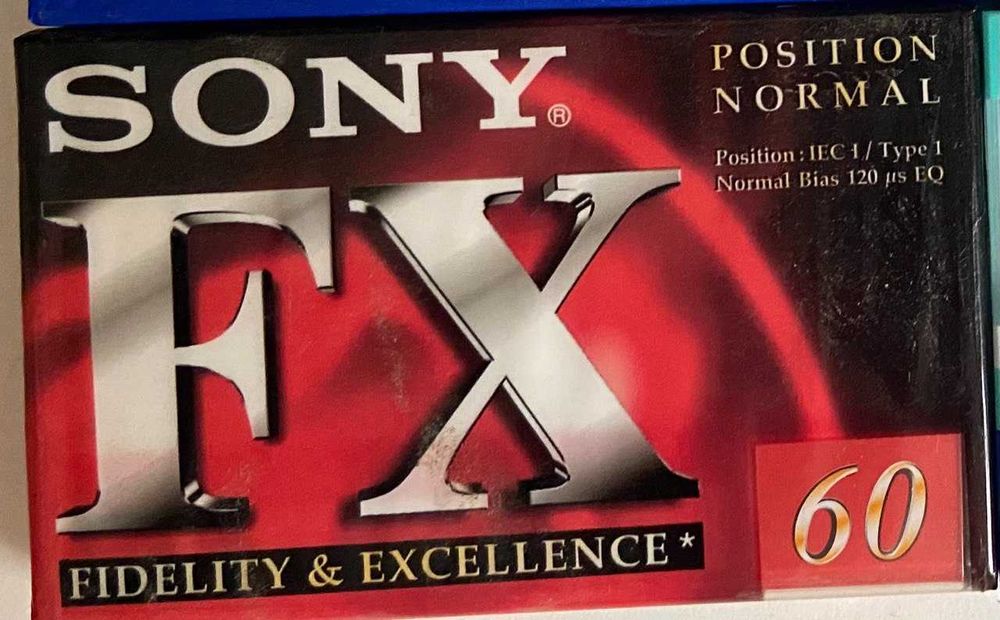 SONY®
FX
FIDELITY & EXCELLENCE*
POSITION
NORMAL
Position : IEC I / Type I
Normal Bias 120 µs EQ
60